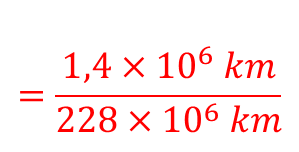 = 1,4 × 10⁶ km
228 × 10⁶ km